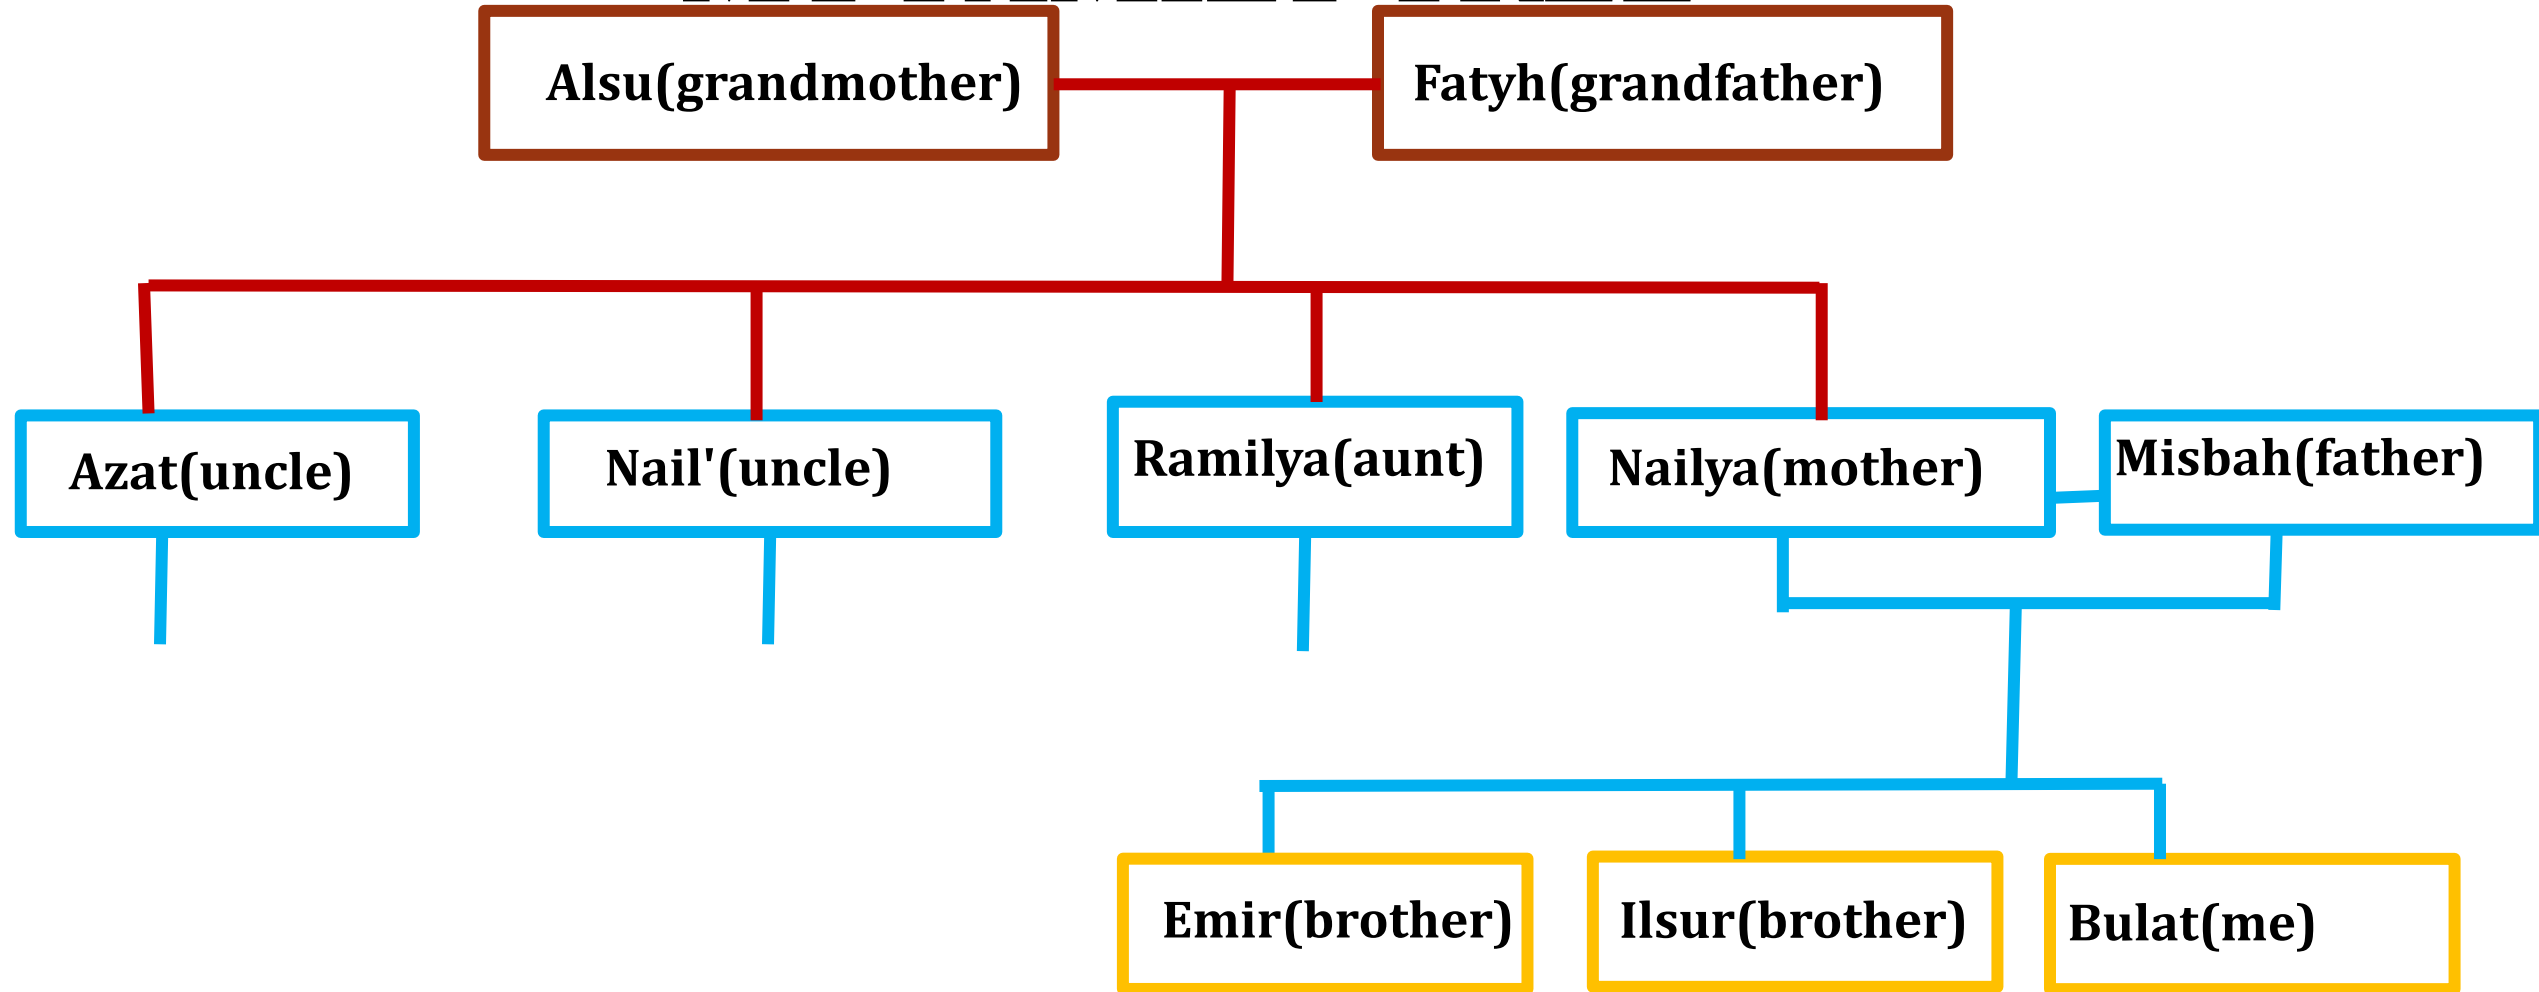 Alsu(grandmother)
Fatyh(grandfather)
Azat(uncle)
Nail'(uncle)
Ramilya(aunt)
Nailya(mother)
Misbah(father)
Emir(brother)
Ilsur(brother)
Bulat(me)